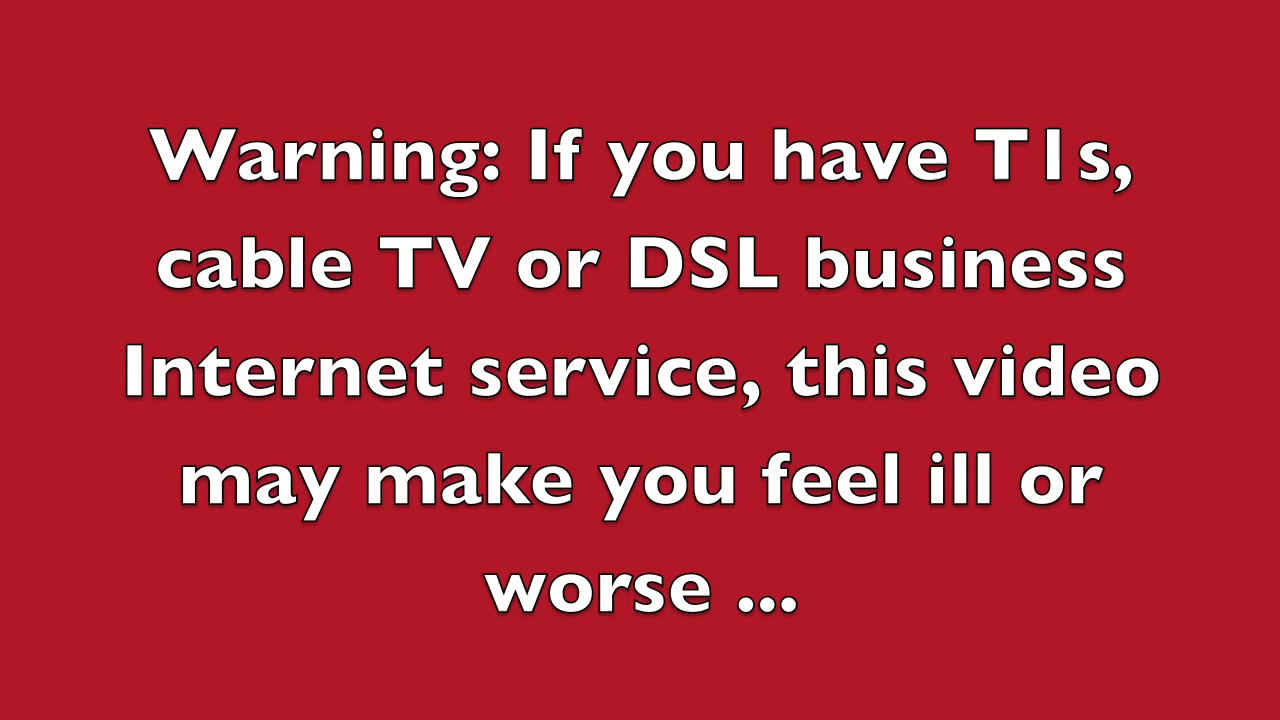 Warning: If you have T1s,
cable TV or DSL business
Internet service, this video
may make you feel ill or
worse ...